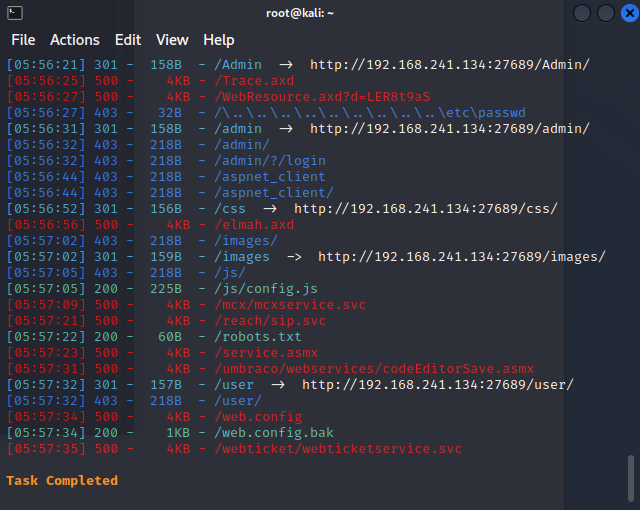 root@kali: ~
File Actions Edit View Help
[05:56:21] 301 - 158B - /Admin -> http://192.168.241.134:27689/Admin/
[05:56:25] 500 - 4KB - /Trace.axd
[05:56:27] 500 - 4KB - /WebResource.axd?d=LER8t9aS
[05:56:27] 403 - 32B - /\..\..\..\..\..\..\..\..\..\etc\passwd
[05:56:31] 301 - 158B - /admin -> http://192.168.241.134:27689/admin/
[05:56:32] 403 - 218B - /admin/
[05:56:32] 403 - 218B - /admin/?/login
[05:56:44] 403 - 218B - /aspnet_client
[05:56:44] 403 - 218B - /aspnet_client/
[05:56:52] 301 - 156B - /css -> http://192.168.241.134:27689/css/
[05:56:56] 500 - 4KB - /elmah.axd
[05:57:02] 403 - 218B - /images/
[05:57:02] 301 - 159B - /images -> http://192.168.241.134:27689/images/
[05:57:05] 403 - 218B - /js/
[05:57:05] 200 - 225B - /js/config.js
[05:57:09] 500 - 4KB - /mcx/mcxservice.svc
[05:57:21] 500 - 4KB - /reach/sip.svc
[05:57:22] 200 - 60B - /robots.txt
[05:57:23] 500 - 4KB - /service.asmx
[05:57:31] 500 - 4KB - /umbraco/webservices/codeEditorSave.asmx
[05:57:32] 301 - 157B - /user -> http://192.168.241.134:27689/user/
[05:57:32] 403 - 218B - /user/
[05:57:34] 500 - 4KB - /web.config
[05:57:34] 200 - 1KB - /web.config.bak
[05:57:35] 500 - 4KB - /webticket/webticketservice.svc
Task Completed